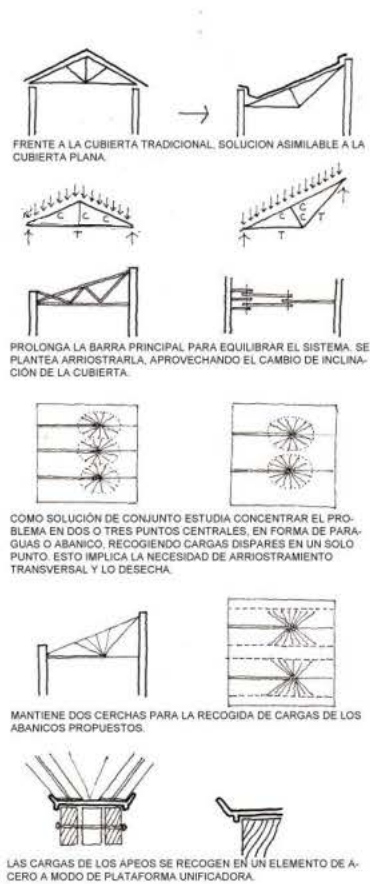 FRENTE A LA CUBIERTA TRADICIONAL, SOLUCION ASIMILABLE A LA
CUBIERTA PLANA.
C C C
T
C C C T
T
PROLONGA LA BARRA PRINCIPAL PARA EQUILIBRAR EL SISTEMA. SE
PLANTEA ARRIOSTRARLA, APROVECHANDO EL CAMBIO DE INCLINA-
CIÓN DE LA CUBIERTA.
COMO SOLUCIÓN DE CONJUNTO ESTUDIA CONCENTRAR EL PRO-
BLEMA EN DOS O TRES PUNTOS CENTRALES, EN FORMA DE PARA-
GUAS O ABANICO, RECOGIENDO CARGAS DISPARES EN UN SOLO
PUNTO. ESTO IMPLICA LA NECESIDAD DE ARRIOSTRAMIENTO
TRANSVERSAL Y LO DESECHA.
MANTIENE DOS CERCHAS PARA LA RECOGIDA DE CARGAS DE LOS
ABANICOS PROPUESTOS.
LAS CARGAS DE LOS APEOS SE RECOGEN EN UN ELEMENTO DE A-
CERO A MODO DE PLATAFORMA UNIFICADORA.